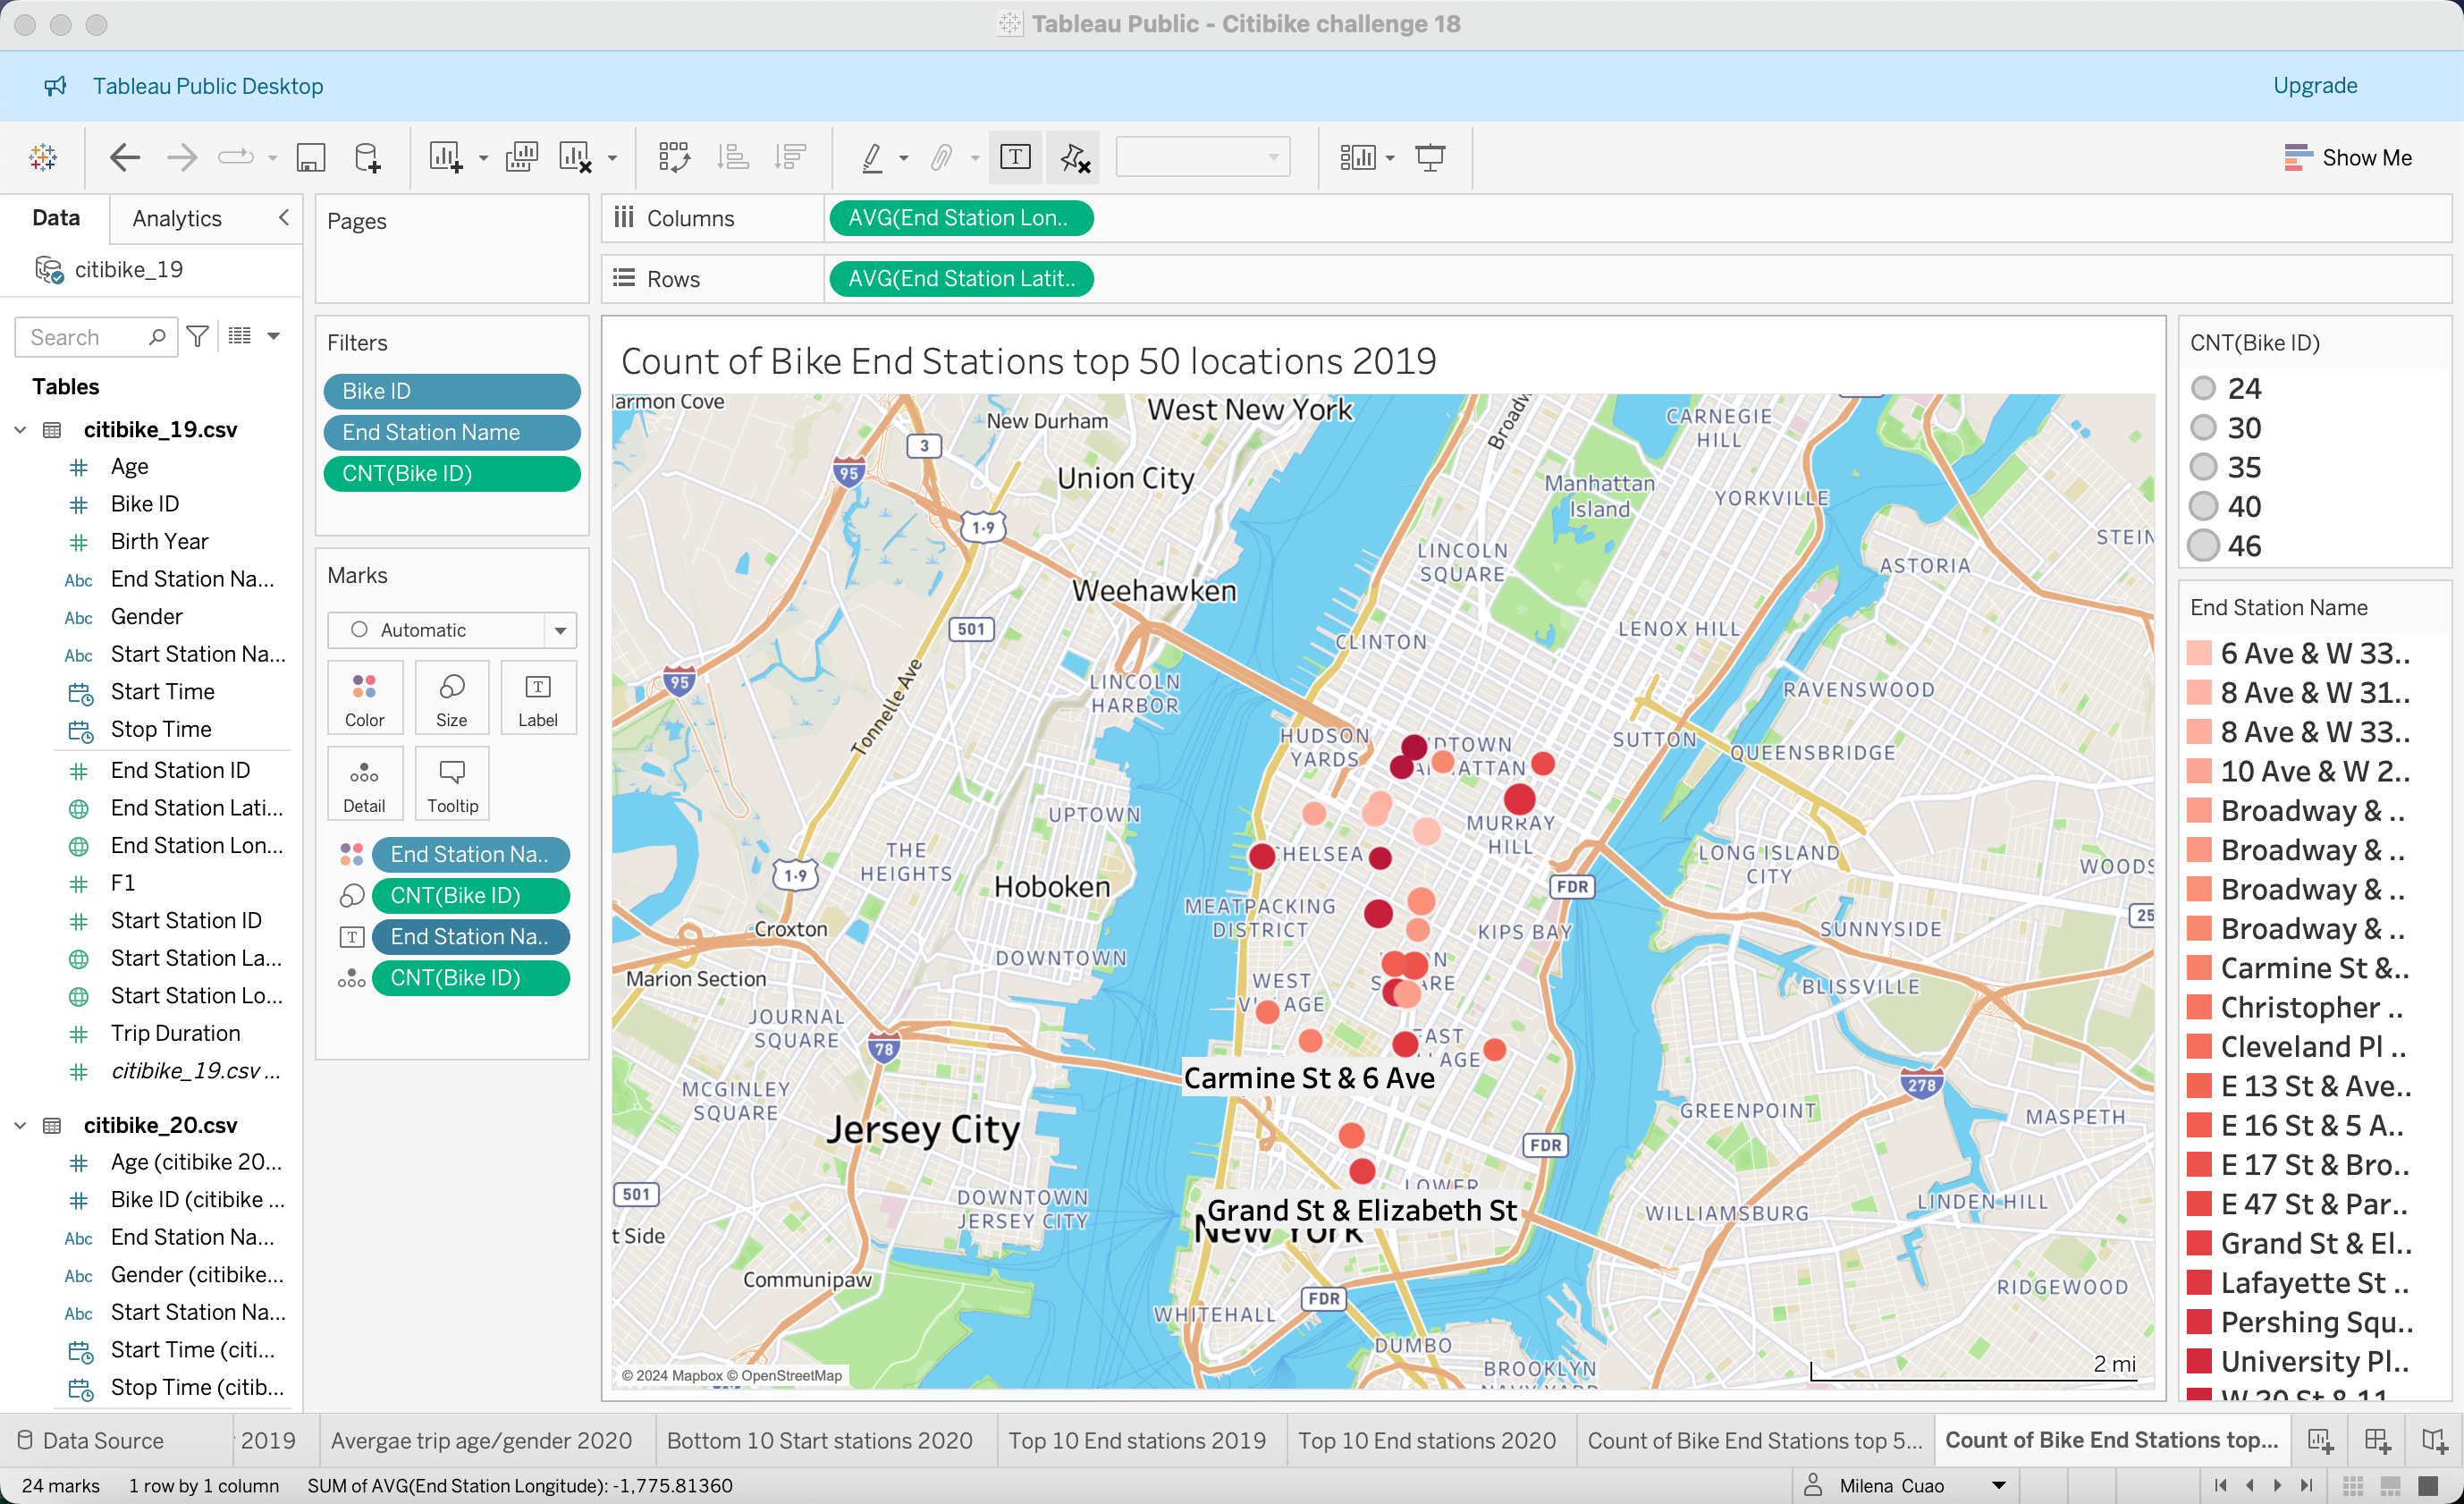 Tableau Public - Citibike challenge 18
Tableau Public Desktop
Upgrade
Show Me
Data
Analytics
citibike_19
Search
Tables
citibike_19.csv
Age
Bike ID
Birth Year
End Station Na...
Gender
Start Station Na...
Start Time
Stop Time
End Station ID
End Station Lati...
End Station Lon...
F1
Start Station ID
Start Station La...
Start Station Lo...
Trip Duration
citibike_19.csv ...
citibike_20.csv
Age (citibike 20...
Bike ID (citibike ...
End Station Na...
Gender (citibike...
Start Station Na...
Start Time (citi...
Stop Time (citib...
Pages
Filters
Bike ID
End Station Name
CNT(Bike ID)
Marks
Automatic
Color
Size
Label
Detail
Tooltip
End Station Na..
CNT(Bike ID)
End Station Na..
CNT(Bike ID)
Columns
AVG(End Station Lon..
Rows
AVG(End Station Latit..
Count of Bike End Stations top 50 locations 2019
armon Cove
New Durham
West New York
Broadw
CARNEGIE
HILL
3
95
Union City
Manhattan
Island
YORKVILLE
1-9
LINCOLN
SQUARE
STEIN
ASTORIA
Weehawken
501
CLINTON
LENOX HILL
95
LINCOLN
HARBOR
RAVENSWOOD
Tonnelle Ave
HUDSON
YARDS
SUTTON
QUEENSBRIDGE
UPTOWN
MURRAY
HILL
THE
HEIGHTS
1-9
HELSEA
LONG ISLAND
CITY
WOODS
Hoboken
FDR
MEATPACKING
DISTRICT
25
Croxton
KIPS BAY
SUNNYSIDE
DOWNTOWN
Marion Section
WEST
BLISSVILLE
JOURNAL
SQUARE
78
Carmine St & 6 Ave
278
MCGINLEY
SQUARE
GREENPOINT
MASPETH
Jersey City
FDR
501
DOWNTOWN
JERSEY CITY
LOWER
LINDEN HILL
Grand St & Elizabeth St
WILLIAMSBURG
New York
t Side
Communipaw
RIDGEWOOD
FDR
WHITEHALL
DUMBO
BROOKLYN
NAVY YARD
© 2024 Mapbox © OpenStreetMap
2 mi
CNT(Bike ID)
24
30
35
40
46
End Station Name
6 Ave & W 33..
8 Ave & W 31..
8 Ave & W 33..
10 Ave & W 2..
Broadway & ..
Broadway & ..
Broadway & ..
Broadway & ..
Carmine St &..
Christopher ..
Cleveland Pl ..
E 13 St & Ave..
E 16 St & 5 A..
E 17 St & Bro..
E 47 St & Par..
Grand St & El..
Lafayette St ..
Pershing Squ..
University Pl..
W 20 St & 11
Data Source
2019
Avergae trip age/gender 2020
Bottom 10 Start stations 2020
Top 10 End stations 2019
Top 10 End stations 2020
Count of Bike End Stations top 5...
Count of Bike End Stations top...
24 marks
1 row by 1 column
SUM of AVG(End Station Longitude): -1,775.81360
Milena Cuao